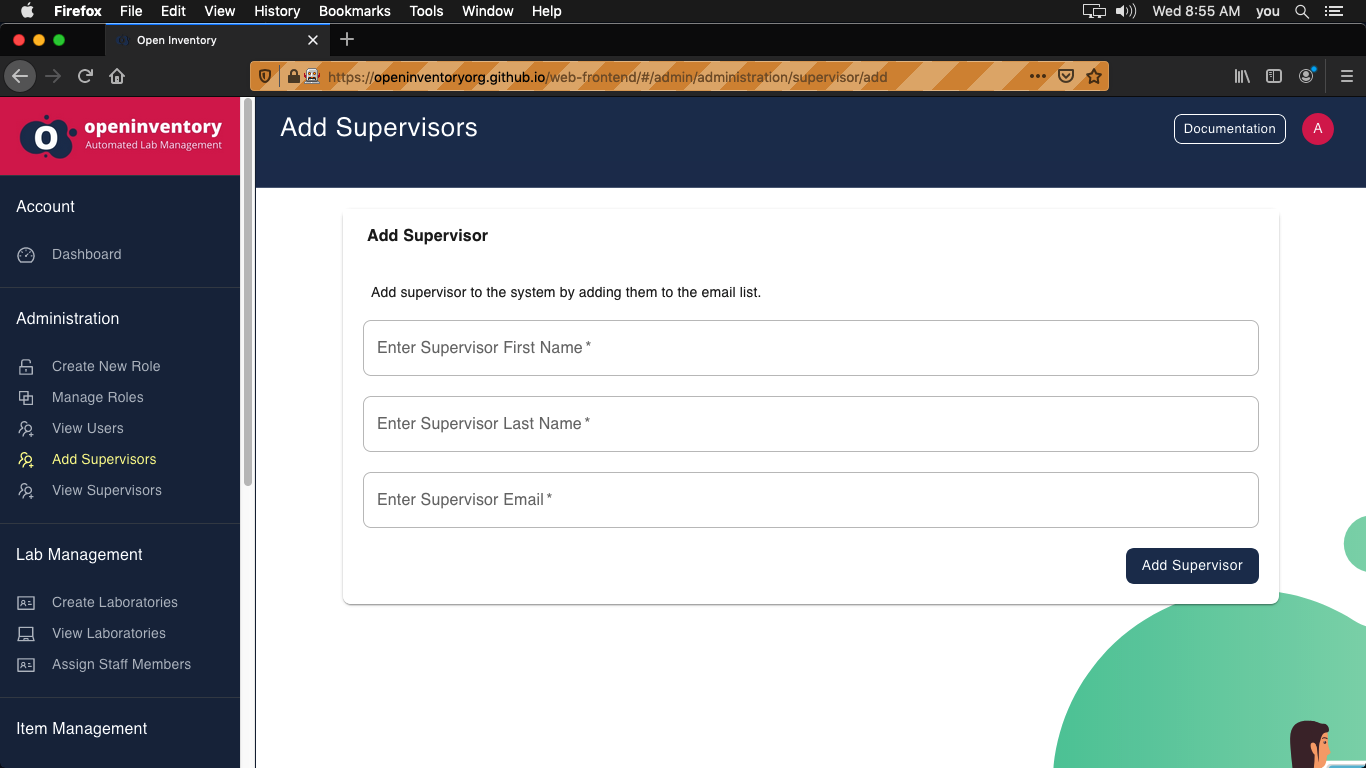 Firefox File Edit View History Bookmarks Tools Window Help Wed 8:55 AM you
Open Inventory
https://openinventoryorg.github.io/web-frontend/#/admin/administration/supervisor/add
openinventory
Automated Lab Management
Add Supervisors
Documentation
A
Account
Dashboard
Administration
Create New Role
Manage Roles
View Users
Add Supervisors
View Supervisors
Lab Management
Create Laboratories
View Laboratories
Assign Staff Members
Item Management
Add Supervisor
Add supervisor to the system by adding them to the email list.
Enter Supervisor First Name *
Enter Supervisor Last Name *
Enter Supervisor Email *
Add Supervisor